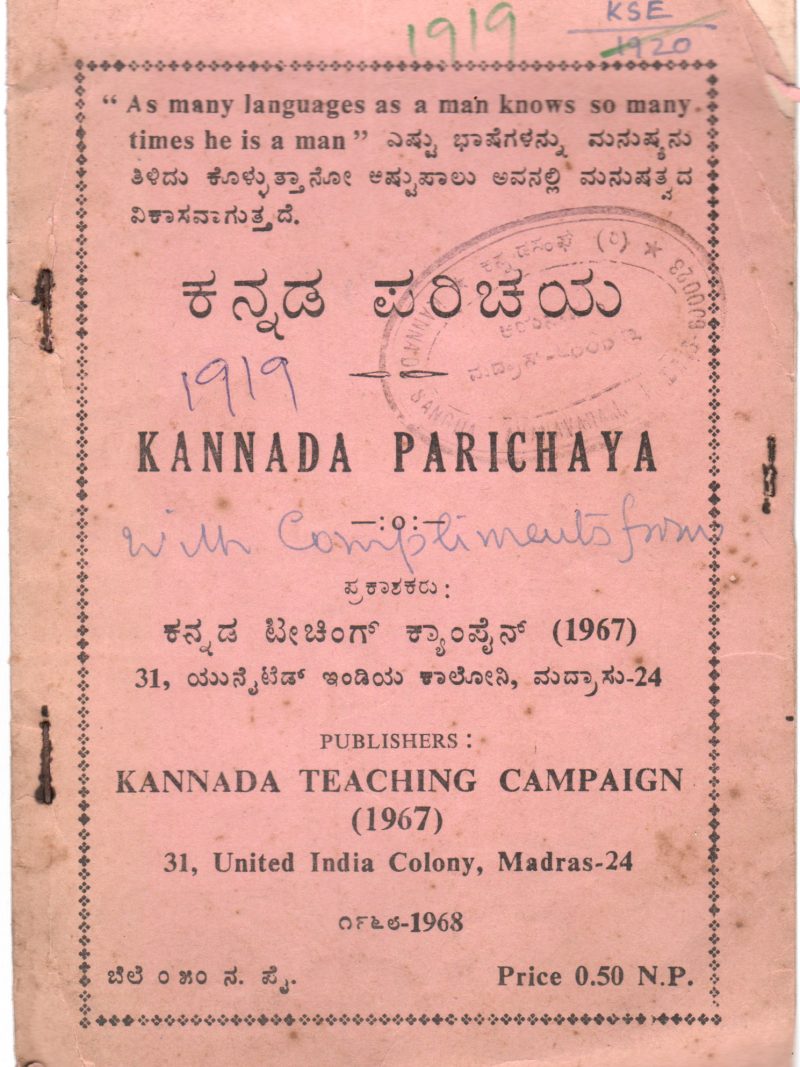 1919
KSE
1920
“ As many languages as a man knows so many
times he is a man ” ಎಷ್ಟು ಭಾಷೆಗಳನ್ನು ಮನುಷ್ಯನು
ತಿಳಿದು ಕೊಳ್ಳುತ್ತಾನೋ ಅಷ್ಟುಪಾಲು ಅವನಲ್ಲಿ ಮನುಷತ್ವದ
ವಿಕಾಸವಾಗುತ್ತದೆ.
ಕನ್ನಡ ಪರಿಚಯ
ಕನ್ನಡಸಂಘ
1919
KANNADA PARICHAYA
—:o:—
With Compliments from
ಪ್ರಕಾಶಕರು :
ಕನ್ನಡ ಟೀಚಿಂಗ್ ಕ್ಯಾಂಪೈನ್ (1967)
31, ಯುನೈಟೆಡ್ ಇಂಡಿಯ ಕಾಲೋನಿ, ಮದ್ರಾಸು-24
PUBLISHERS :
KANNADA TEACHING CAMPAIGN
(1967)
31, United India Colony, Madras-24
೧೯೬೮-1968
ಬೆಲೆ ೦ ೫೦ ನ. ಪೈ.
Price 0.50 N.P.